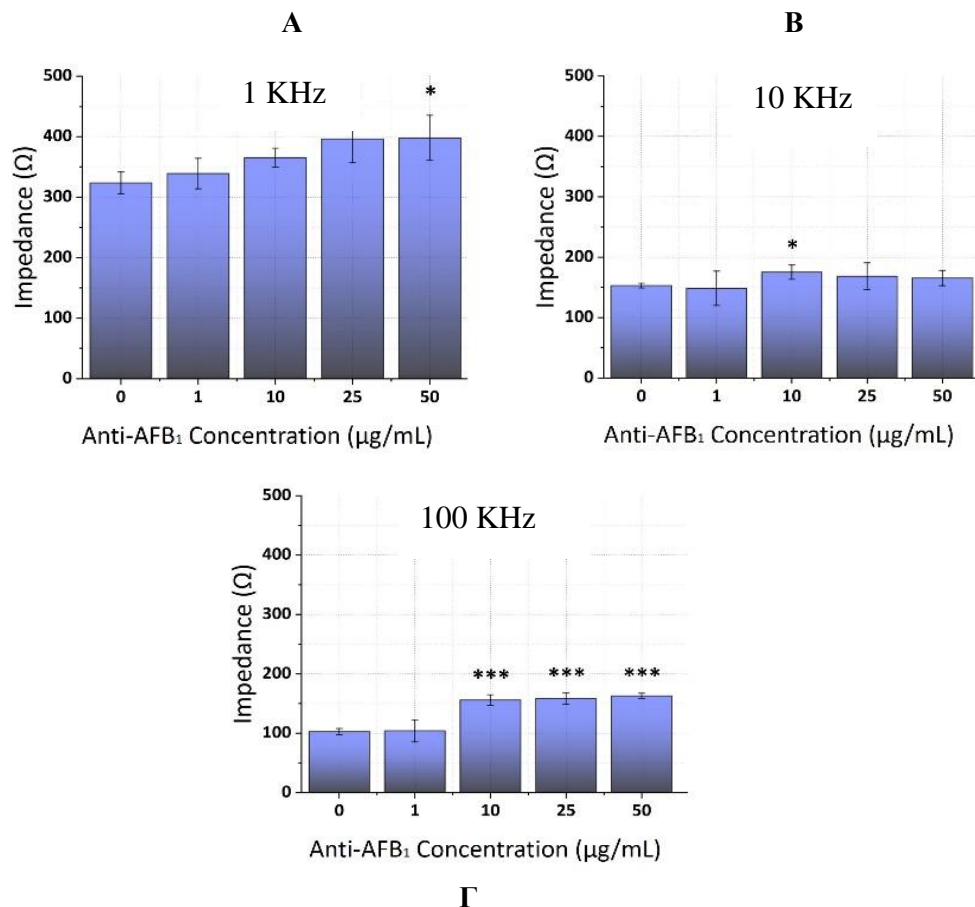 Α
Β
1 KHz
*
500
400
300
200
100
0
Impedance (Ω)
0 1 10 25 50
Anti-AFB₁ Concentration (µg/mL)
10 KHz
*
500
400
300
200
100
0
Impedance (Ω)
0 1 10 25 50
Anti-AFB₁ Concentration (µg/mL)
100 KHz
*** *** ***
500
400
300
200
100
0
Impedance (Ω)
0 1 10 25 50
Anti-AFB₁ Concentration (µg/mL)
Γ